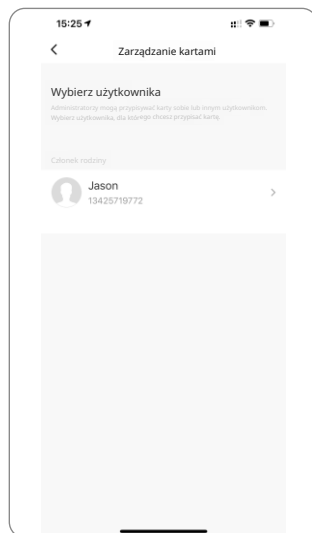 15:25
Zarządzanie kartami
Wybierz użytkownika
Administratorzy mogą przypisywać karty sobie lub innym użytkownikom.
Wybierz użytkownika, dla którego chcesz przypisać kartę.
Członek rodziny
Jason
13425719772